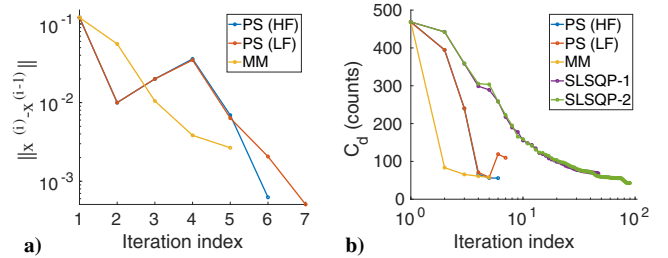 10^-1
10^-2
10^-3
||x^(i)-x^(i-1)||
PS (HF)
PS (LF)
MM
1 2 3 4 5 6 7
Iteration index
a)
500
400
300
200
100
0
C_d (counts)
PS (HF)
PS (LF)
MM
SLSQP-1
SLSQP-2
10^0 10^1 10^2
Iteration index
b)